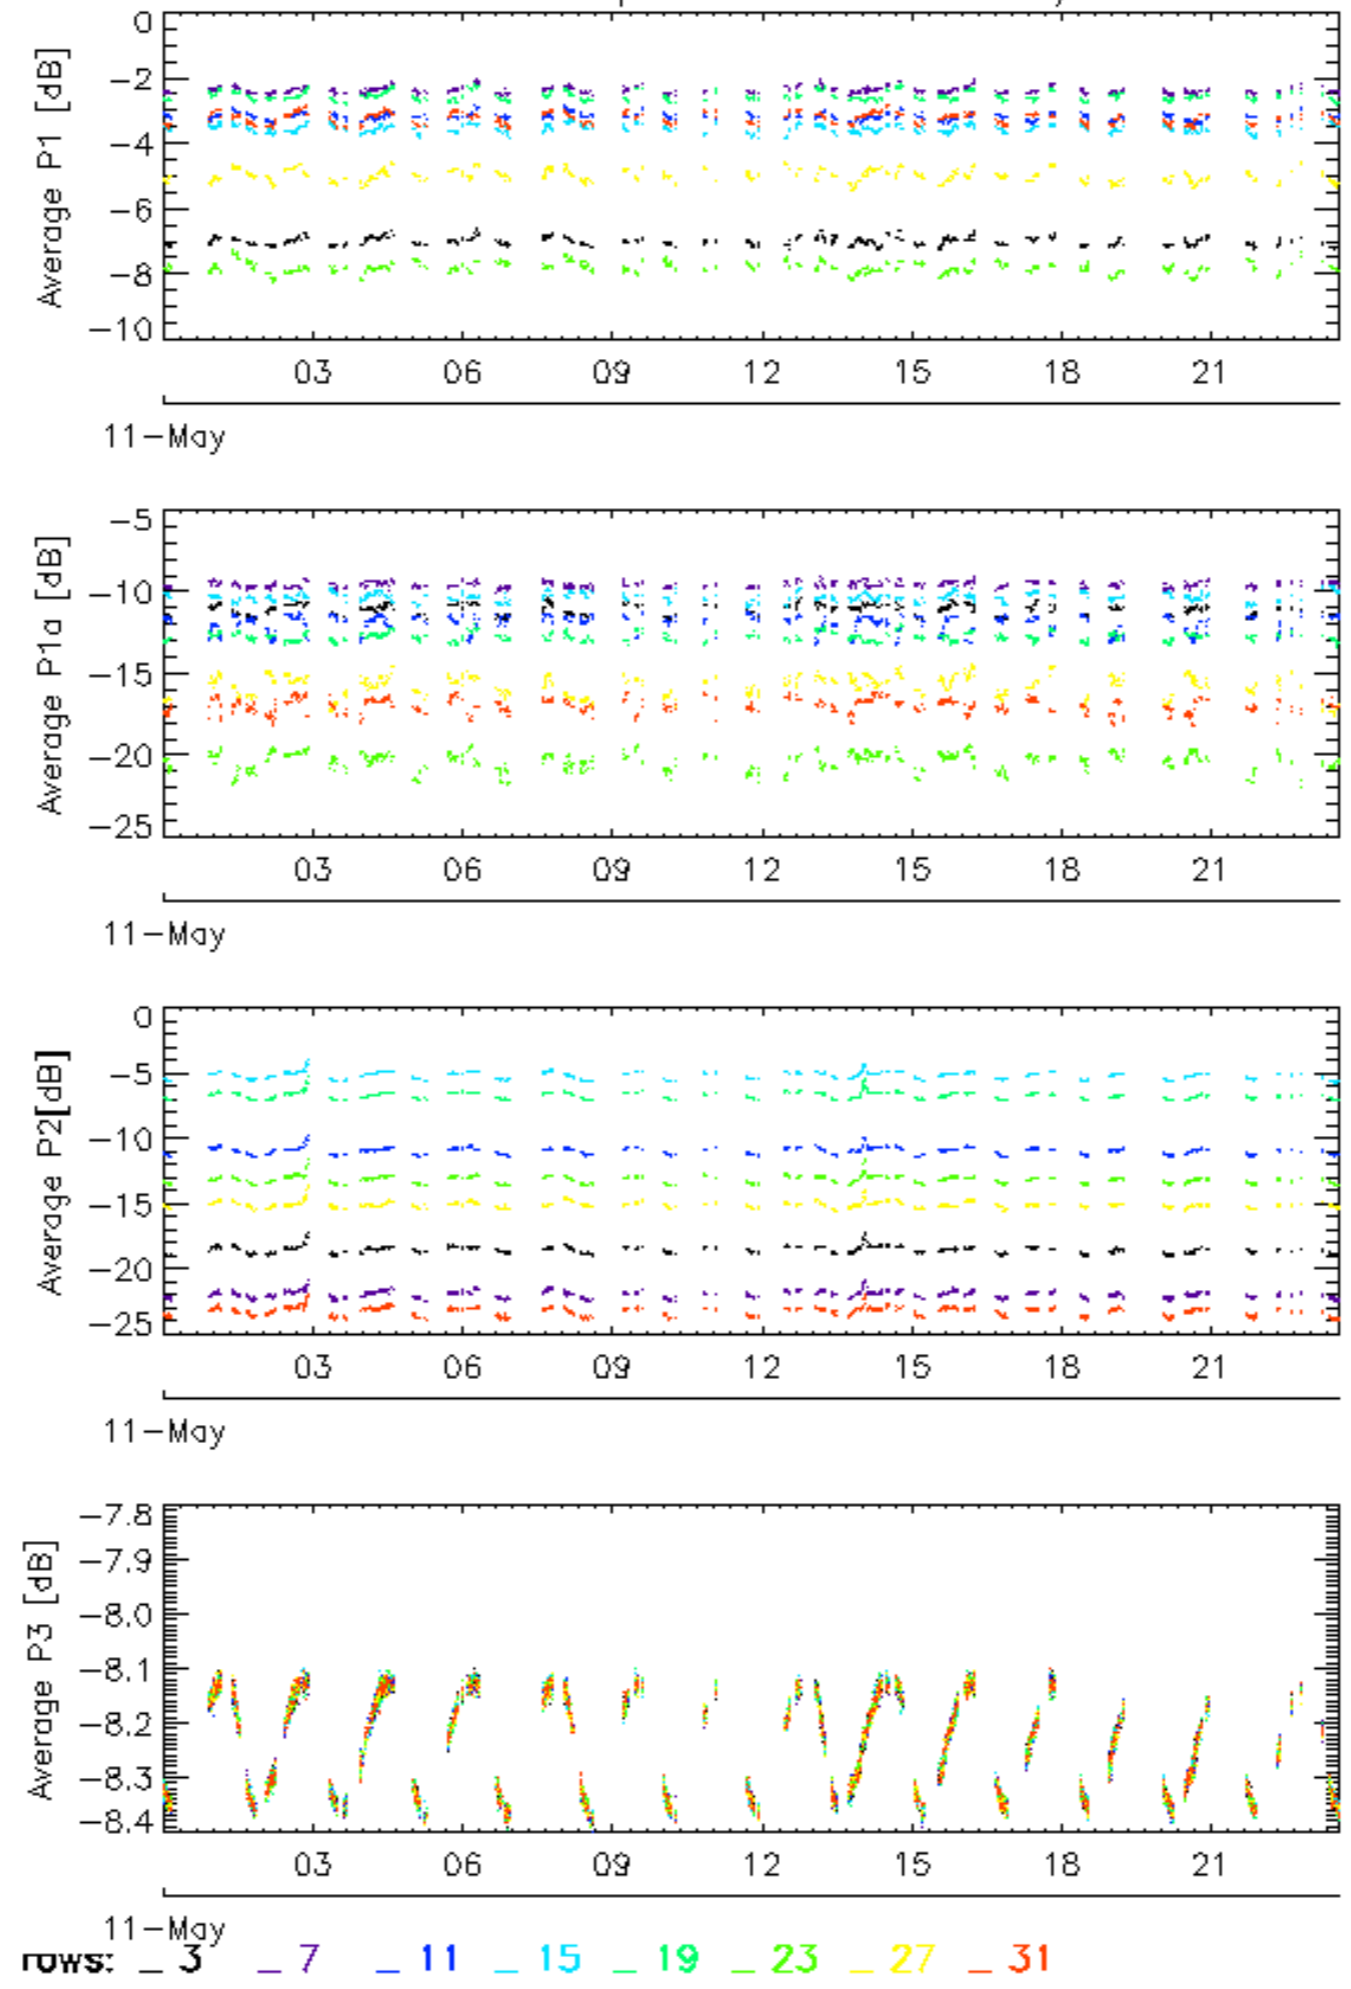 Average P1 [dB]
0
−2
−4
−6
−8
−10
03 06 09 12 15 18 21
11−May
Average P1a [dB]
−5
−10
−15
−20
−25
03 06 09 12 15 18 21
11−May
Average P2[dB]
0
−5
−10
−15
−20
−25
03 06 09 12 15 18 21
11−May
Average P3 [dB]
−7.8
−7.9
−8.0
−8.1
−8.2
−8.3
−8.4
03 06 09 12 15 18 21
11−May
rows: _ 3 _ 7 _ 11 _ 15 _ 19 _ 23 _ 27 _ 31